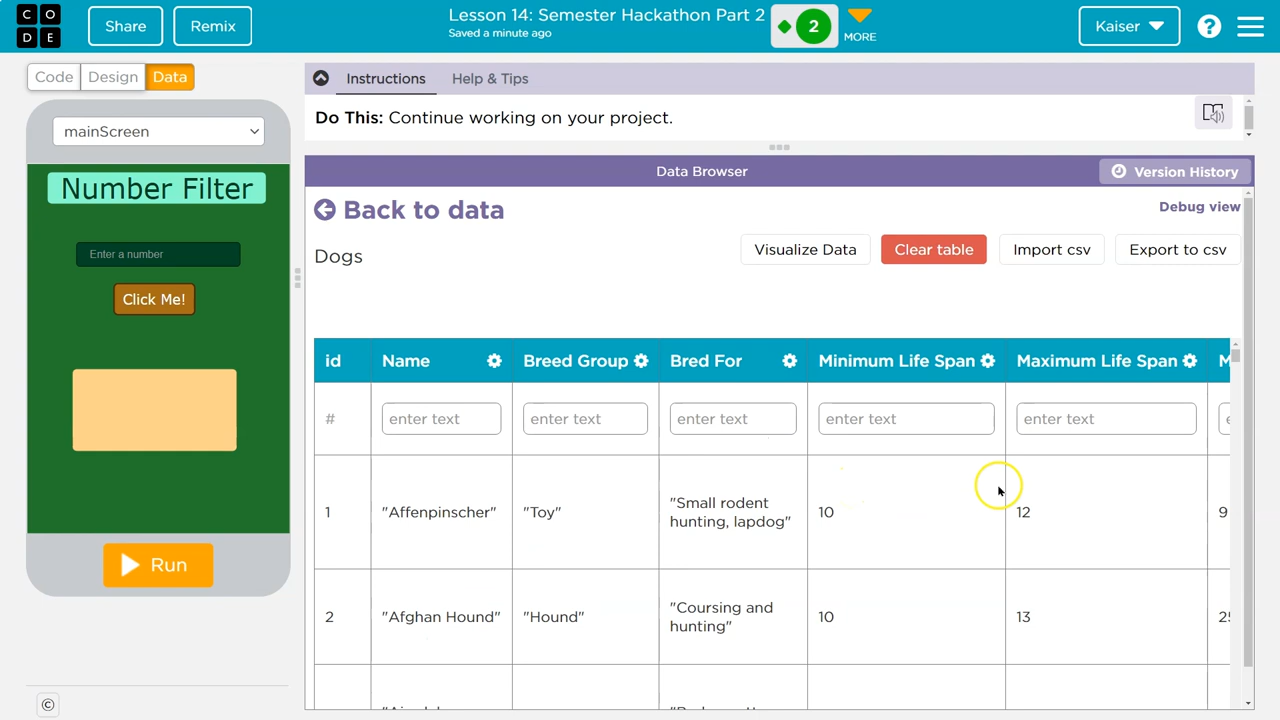 CODE
Share
Remix
Lesson 14: Semester Hackathon Part 2
Saved a minute ago
2
MORE
Kaiser
?
Code
Design
Data
Instructions
Help & Tips
mainScreen
Do This: Continue working on your project.
Data Browser
Version History
Number Filter
Back to data
Debug view
Enter a number
Dogs
Visualize Data
Clear table
Import csv
Export to csv
Click Me!
id
Name
Breed Group
Bred For
Minimum Life Span
Maximum Life Span
M
#
enter text
enter text
enter text
enter text
enter text
1
"Affenpinscher"
"Toy"
"Small rodent
hunting, lapdog"
10
12
9
Run
2
"Afghan Hound"
"Hound"
"Coursing and
hunting"
10
13
©